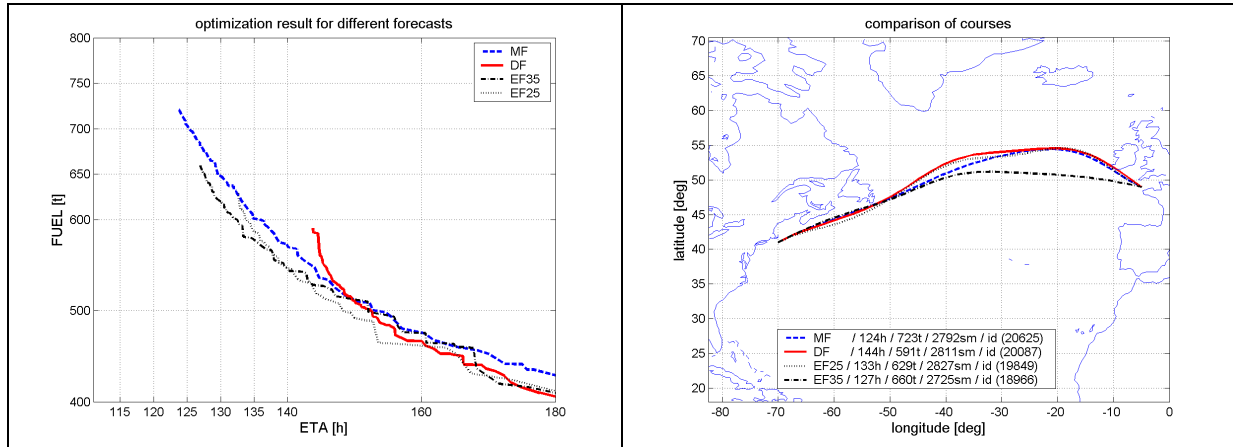 optimization result for different forecasts
800
750
700
650
600
550
500
450
400
FUEL [t]
MF
DF
EF35
EF25
115 120 125 130 135 140 160 180
ETA [h]
comparison of courses
70
65
60
55
50
45
40
35
30
25
20
latitude [deg]
MF / 124h / 723t / 2792sm / id (20625)
DF / 144h / 591t / 2811sm / id (20087)
EF25 / 133h / 629t / 2827sm / id (19849)
EF35 / 127h / 660t / 2725sm / id (18966)
-80 -70 -60 -50 -40 -30 -20 -10 0
longitude [deg]